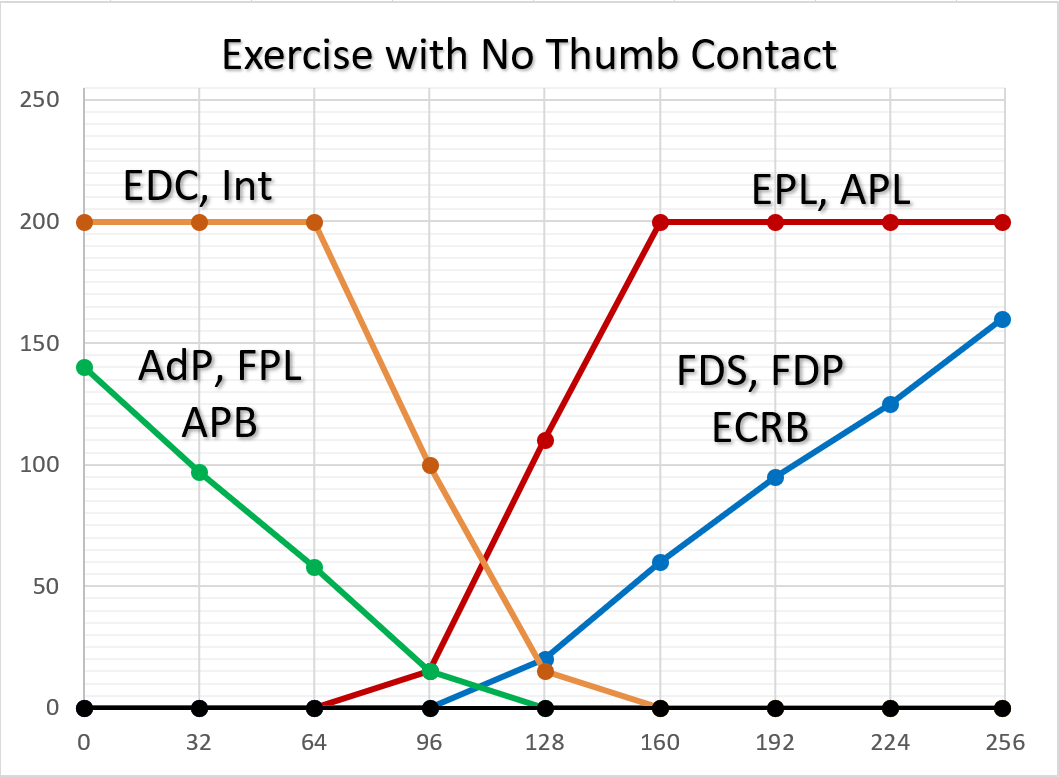 Exercise with No Thumb Contact
250
EDC, Int
EPL, APL
200
150
AdP, FPL
APB
FDS, FDP
ECRB
100
50
0
0 32 64 96 128 160 192 224 256